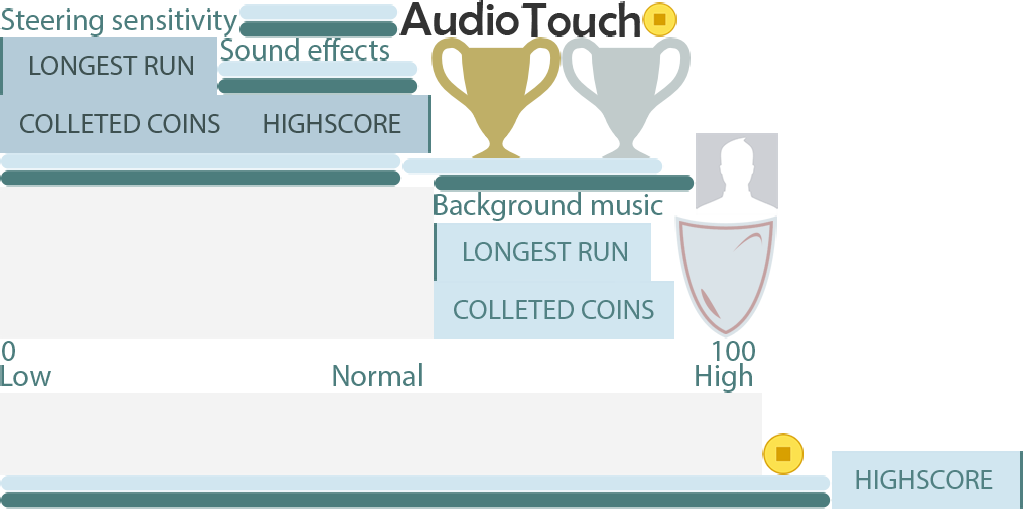 Steering sensitivity
AudioTouch
Sound effects
LONGEST RUN
COLLETED COINS
HIGHSCORE
Background music
LONGEST RUN
COLLETED COINS
0
100
Low
Normal
High
HIGHSCORE